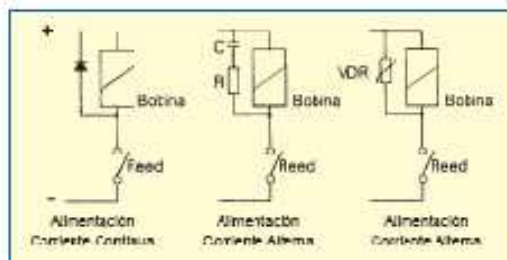 +
Bobina
Reed
-
Alimentación
Corriente Continua
C
R
Bobina
Reed
Alimentación
Corriente Alterna
VDR
Bobina
Reed
Alimentación
Corriente Alterna